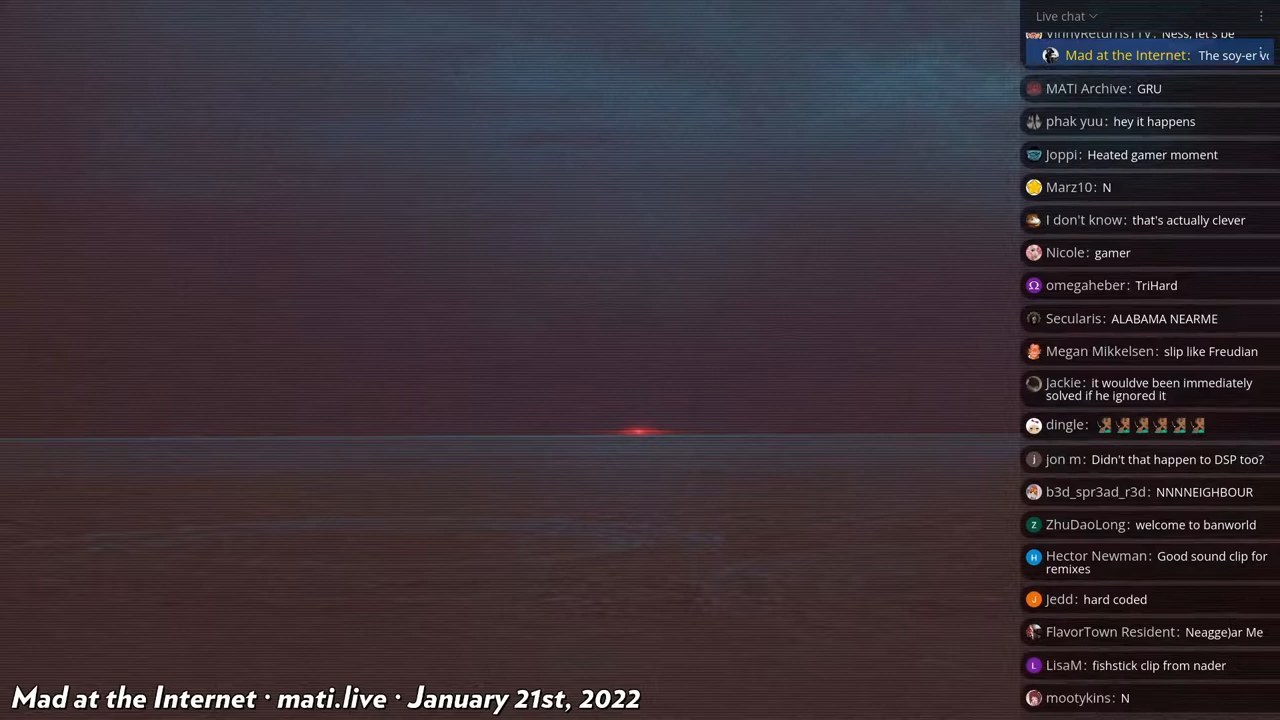 Live chat
VinnyReturnsTTV: Ness, let's be
Mad at the Internet: The soy-er
MATI Archive: GRU
phak yuu: hey it happens
Joppi: Heated gamer moment
Marz10: N
I don't know: that's actually clever
Nicole: gamer
omegaheber: TriHard
Secularis: ALABAMA NEARME
Megan Mikkelsen: slip like Freudian
Jackie: it wouldve been immediately
solved if he ignored it
dingle:
jon m: Didn't that happen to DSP too?
b3d_spr3ad_r3d: NNNNEIGHBOUR
ZhuDaoLong: welcome to banworld
Hector Newman: Good sound clip for
remixes
Jedd: hard coded
FlavorTown Resident: Neagge)ar Me
LisaM: fishstick clip from nader
mootykins: N
Mad at the Internet · mati.live · January 21st, 2022